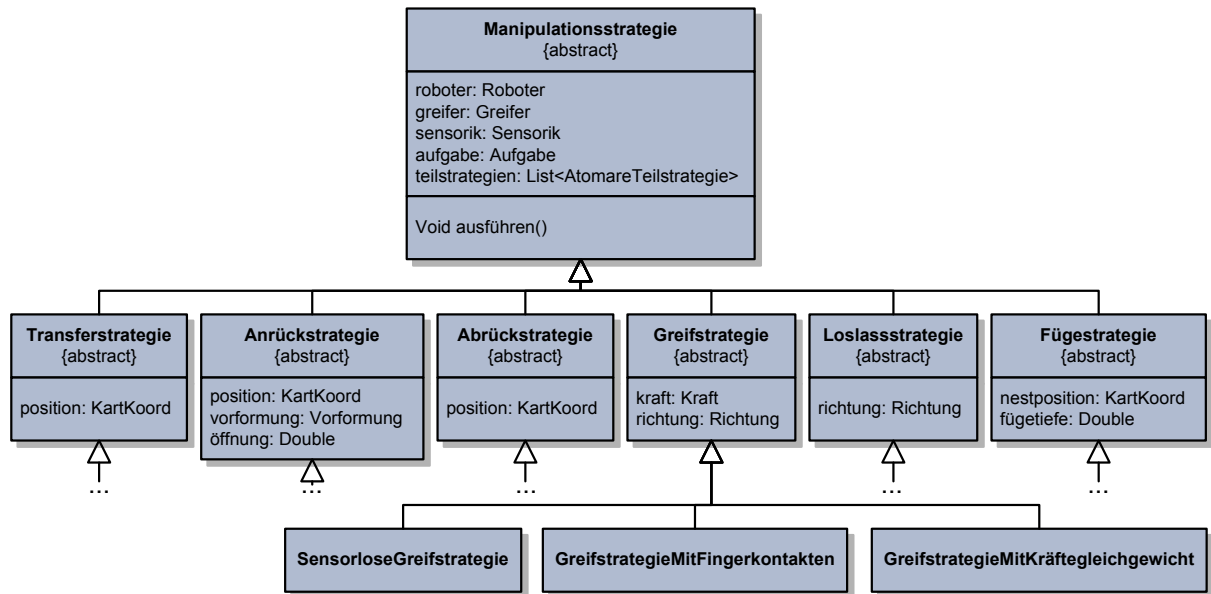 Manipulationsstrategie
{abstract}
roboter: Roboter
greifer: Greifer
sensorik: Sensorik
aufgabe: Aufgabe
teilstrategien: List<AtomareTeilstrategie>
Void ausführen()
Transferstrategie
{abstract}
position: KartKoord
Anrückstrategie
{abstract}
position: KartKoord
vorformung: Vorformung
öffnung: Double
Abrückstrategie
{abstract}
position: KartKoord
Greifstrategie
{abstract}
kraft: Kraft
richtung: Richtung
Loslassstrategie
{abstract}
richtung: Richtung
Fügestrategie
{abstract}
nestposition: KartKoord
fügetiefe: Double
...
...
...
...
...
SensorloseGreifstrategie
GreifstrategieMitFingerkontakten
GreifstrategieMitKräftegleichgewicht